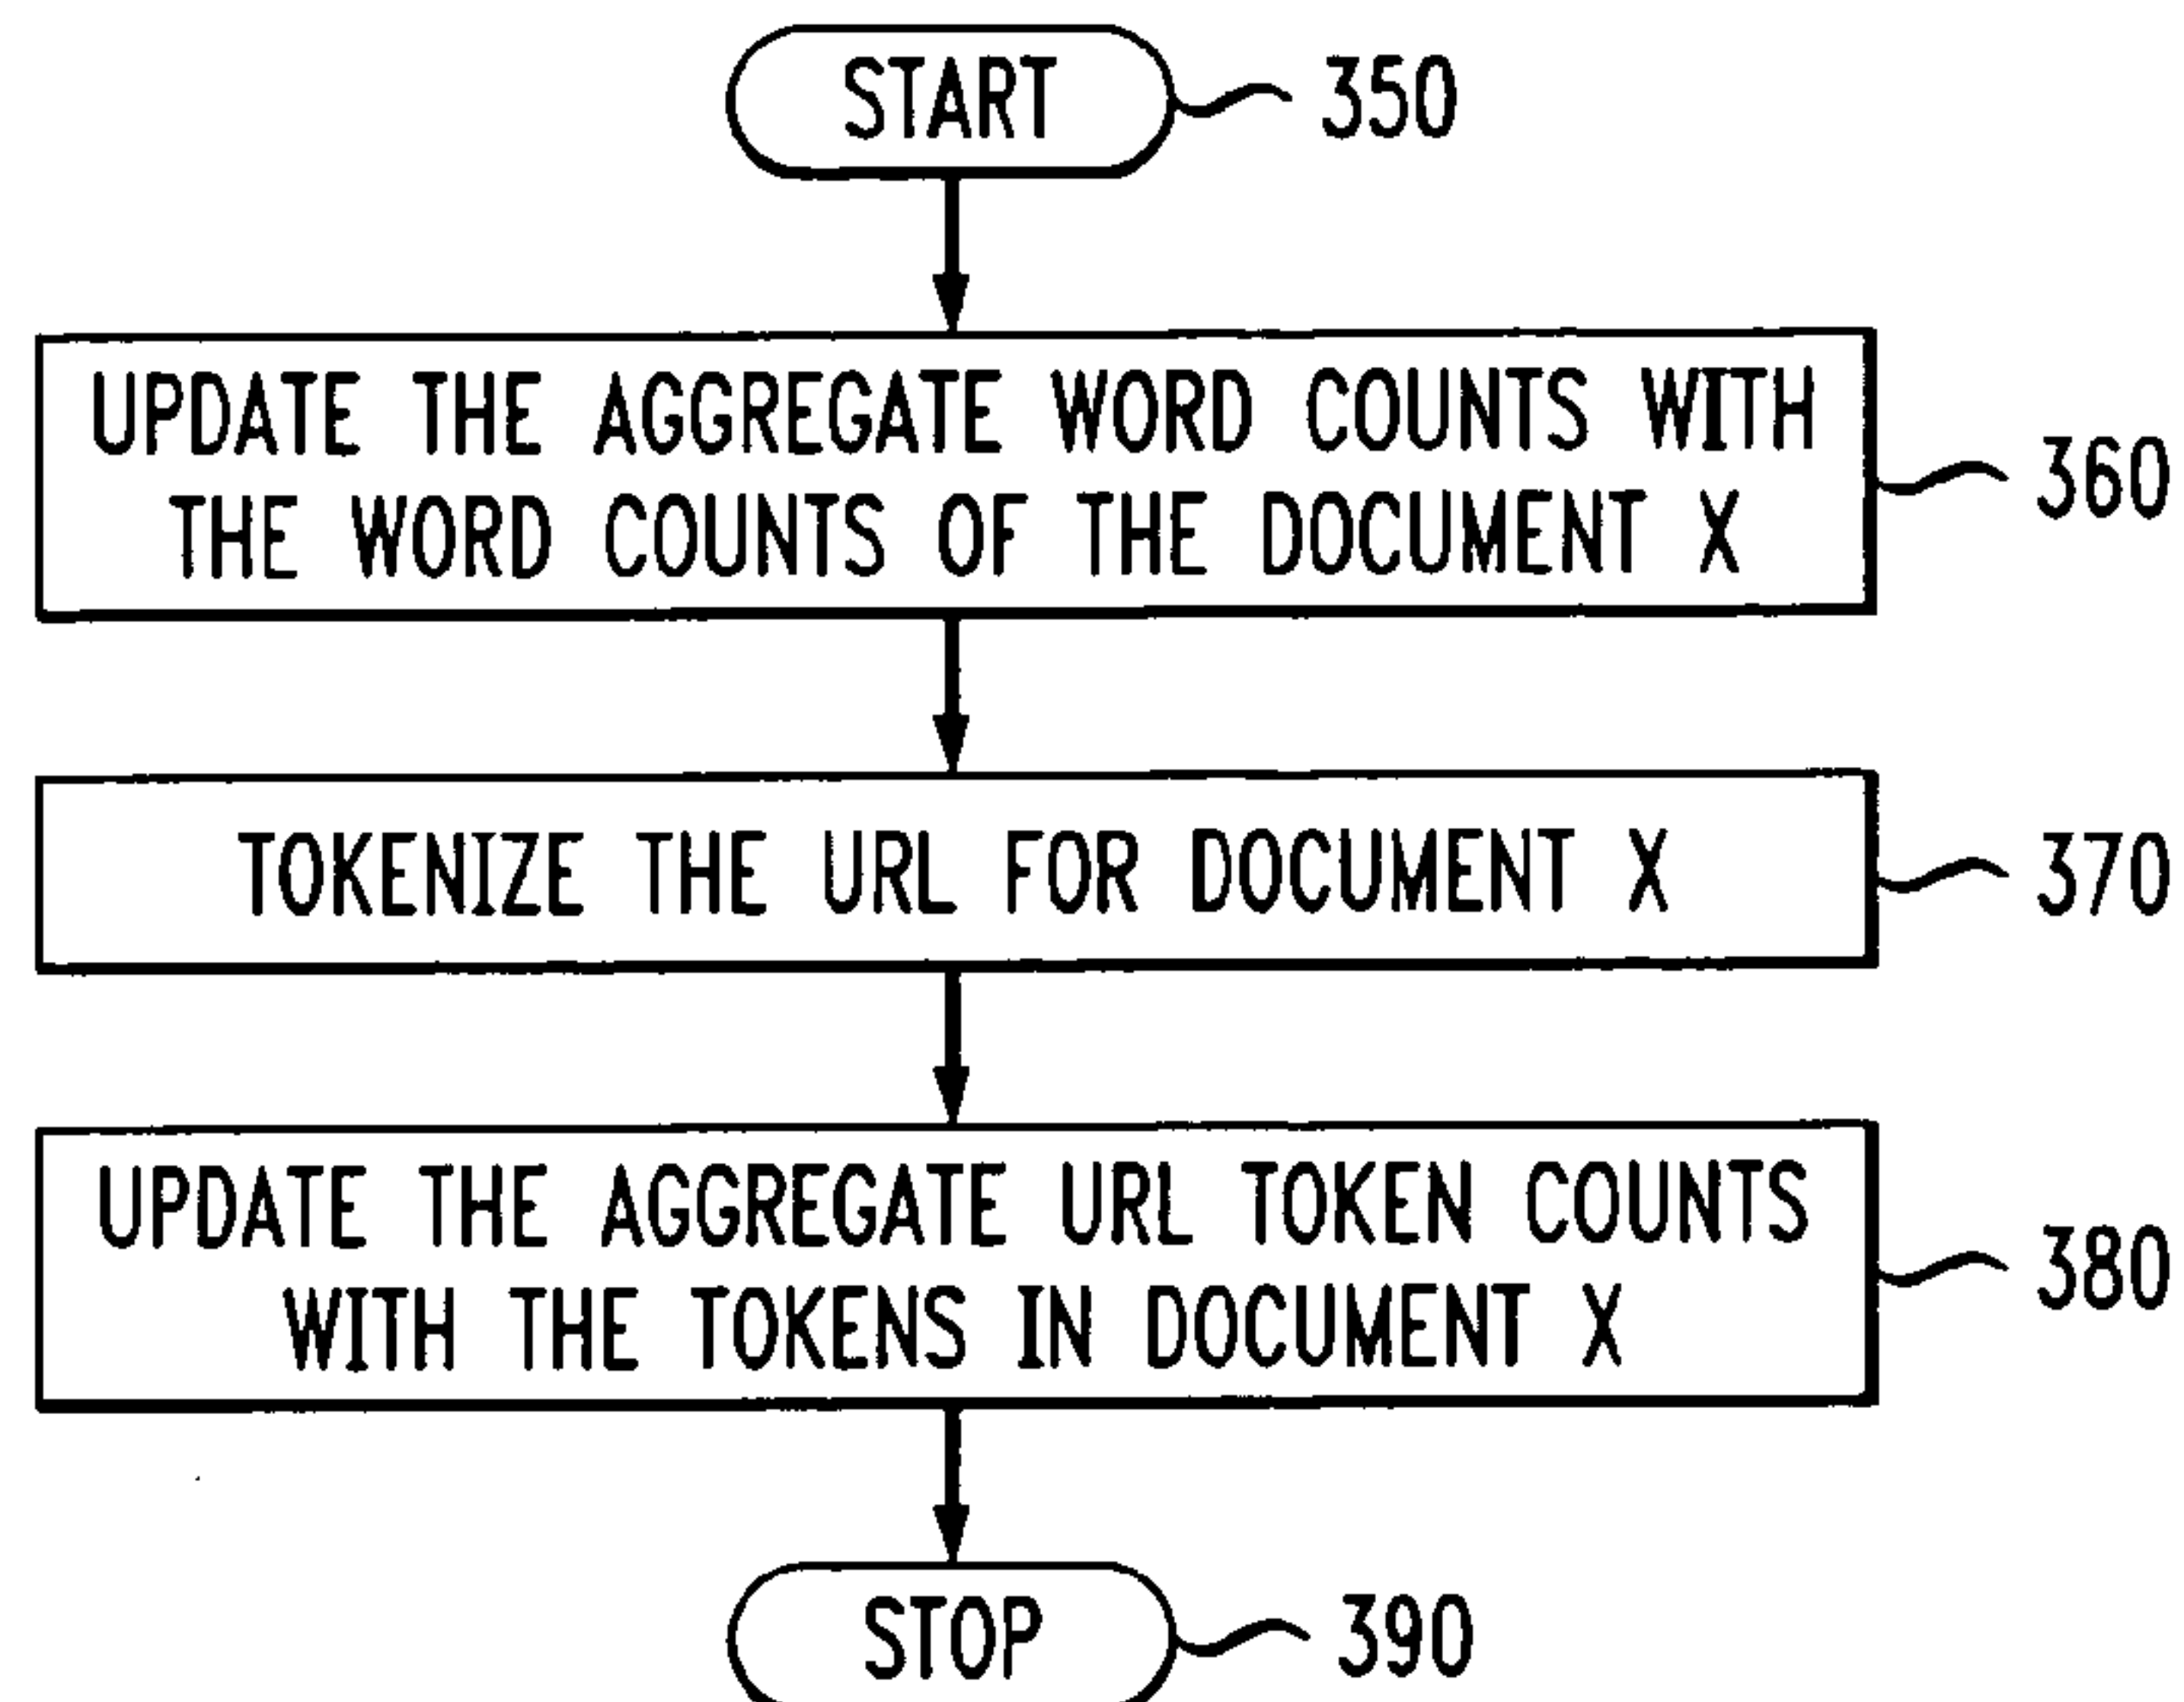 START
350
UPDATE THE AGGREGATE WORD COUNTS WITH
THE WORD COUNTS OF THE DOCUMENT X
360
TOKENIZE THE URL FOR DOCUMENT X
370
UPDATE THE AGGREGATE URL TOKEN COUNTS
WITH THE TOKENS IN DOCUMENT X
380
STOP
390